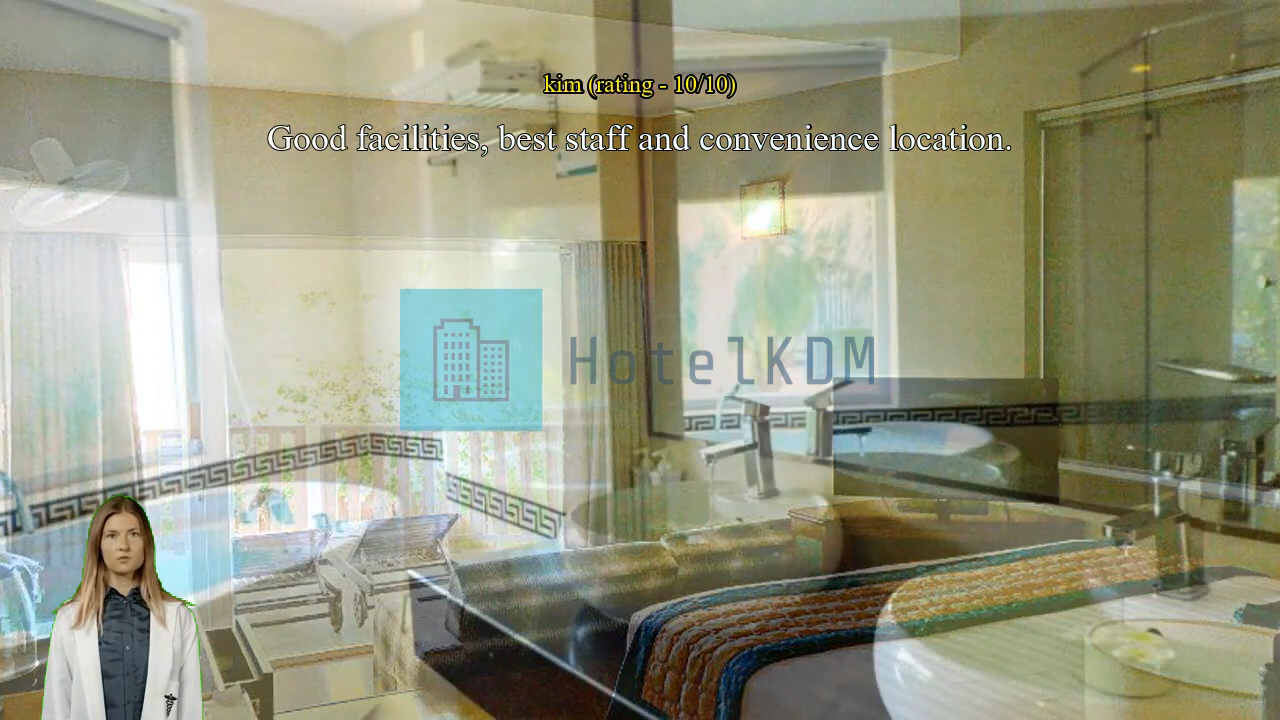 kim (rating - 10/10)
Good facilities, best staff and convenience location.
HotelKDM